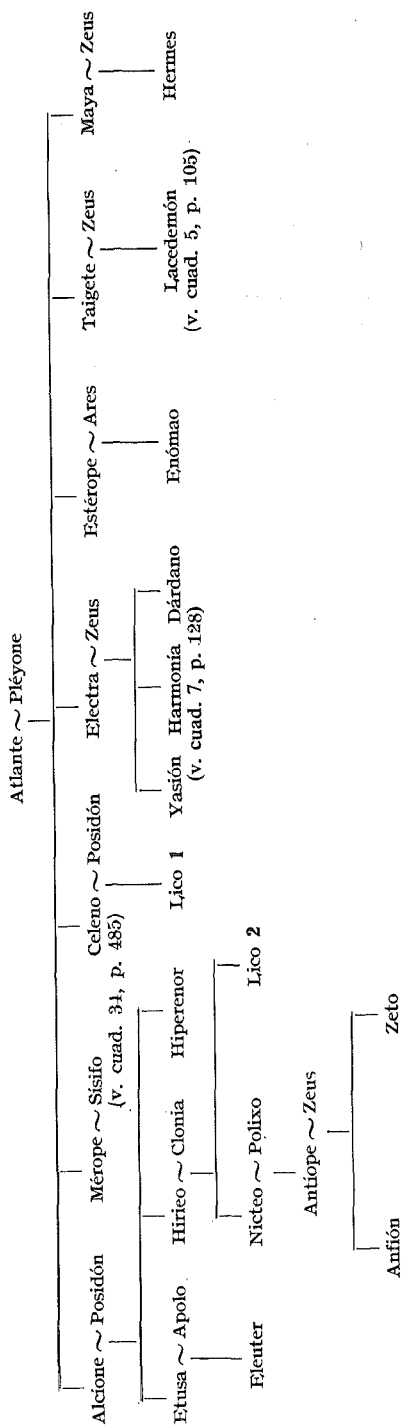 Atlante ~ Pléyone
Alcíone ~ Posidón Mérope ~ Sísifo Celeno ~ Posidón Electra ~ Zeus Estérope ~ Ares Taigete ~ Zeus Maya ~ Zeus
(v. cuad. 34, p. 485)
Etusa ~ Apolo Hirieo ~ Clonia Hiperenor Lico 1 Yasión Harmonía Dárdano Enómao Lacedemón Hermes
(v. cuad. 7, p. 128) (v. cuad. 5, p. 105)
Eleuter Nicteo ~ Polixo Lico 2
Antíope ~ Zeus
Anfión Zeto